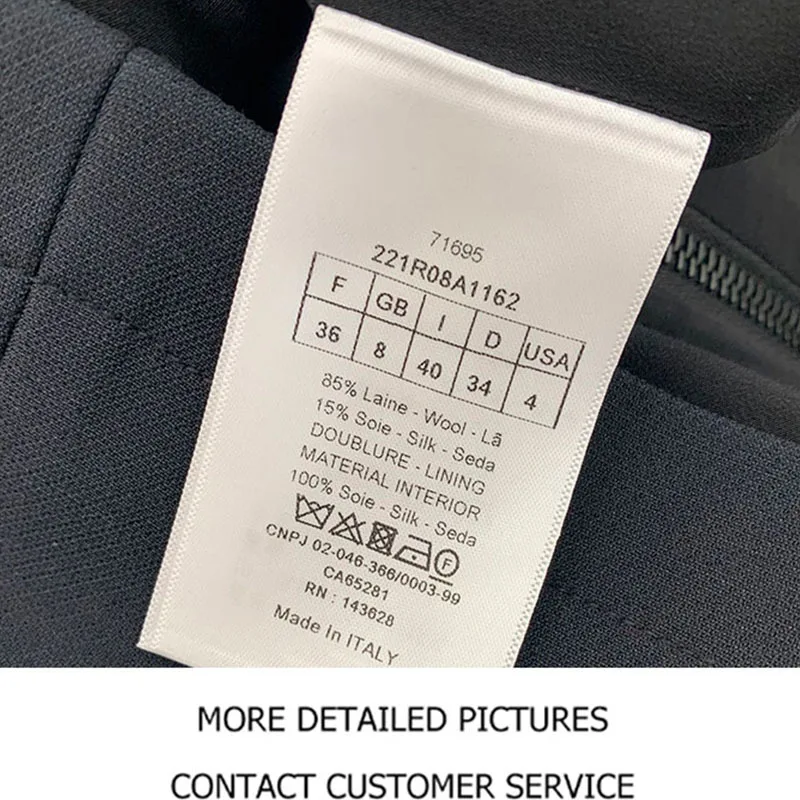 71695
221R08A1162
F GB I D USA
36 8 40 34 4
85% Laine - Wool - Lã
15% Soie - Silk - Seda
DOUBLURE - LINING
MATERIAL INTERIOR
100% Soie - Silk - Seda
F
CNPJ 02-046-366/0003-99
CA65281
RN : 143628
Made in ITALY
MORE DETAILED PICTURES
CONTACT CUSTOMER SERVICE